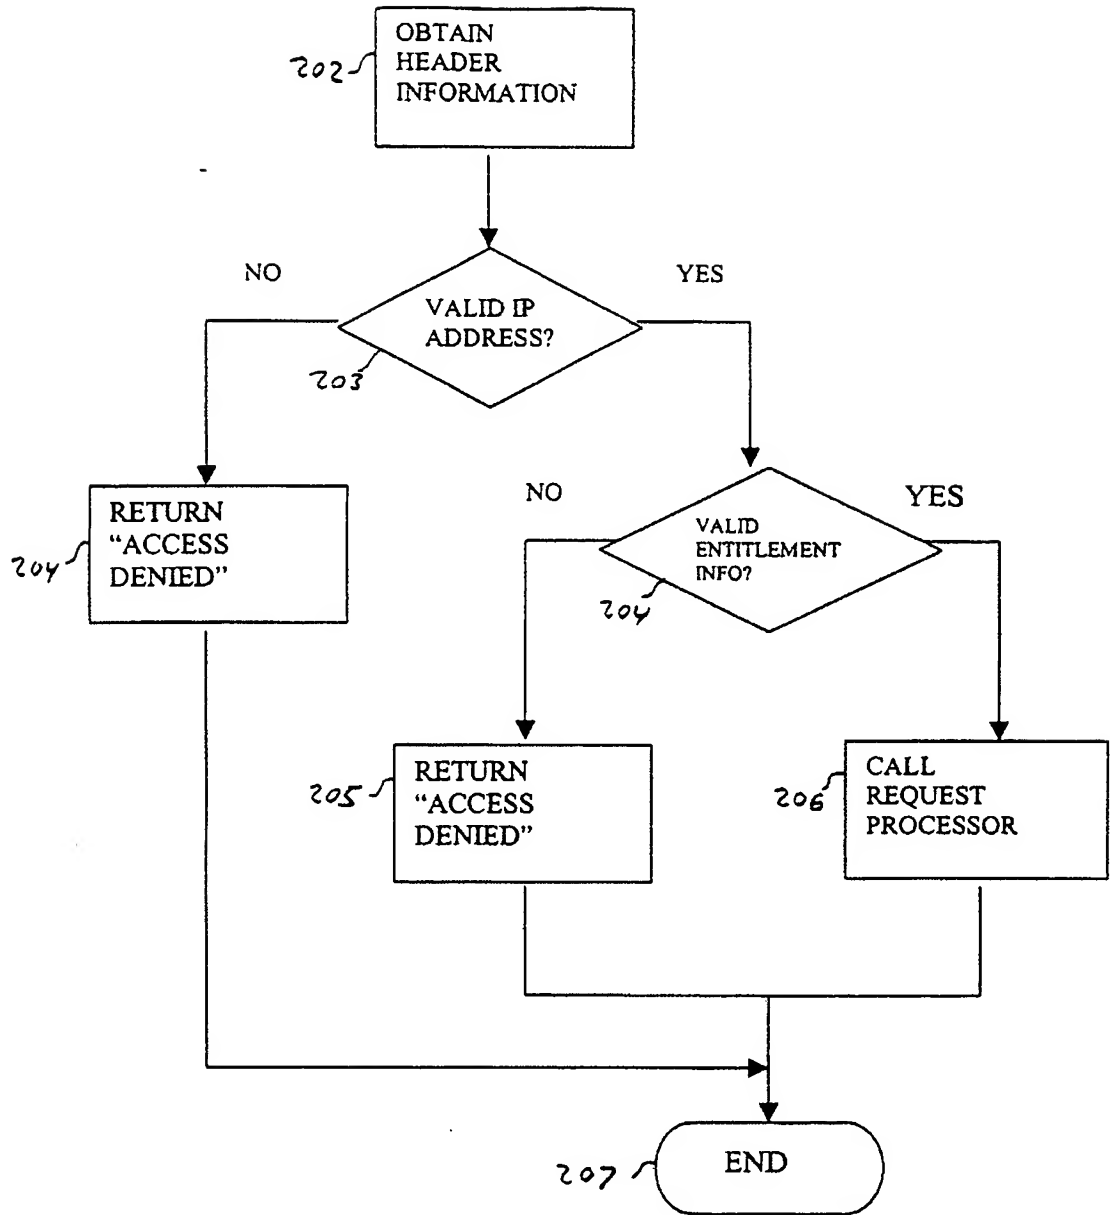 OBTAIN
HEADER
INFORMATION
202
NO
YES
VALID IP
ADDRESS?
203
RETURN
“ACCESS
DENIED”
204
NO
YES
VALID
ENTITLEMENT
INFO?
204
RETURN
“ACCESS
DENIED”
205
CALL
REQUEST
PROCESSOR
206
END
207